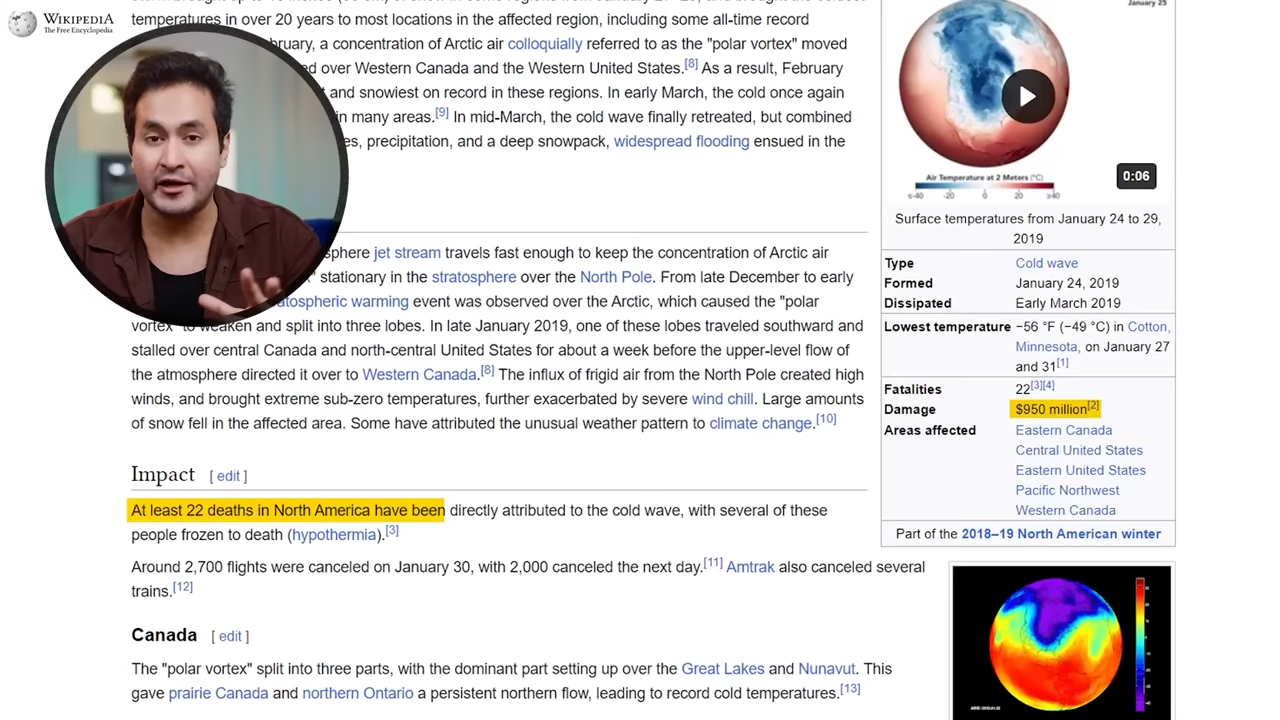 WIKIPEDIA
The Free Encyclopedia
temperatures in over 20 years to most locations in the affected region, including some all-time record
bruary, a concentration of Arctic air colloquially referred to as the "polar vortex" moved
d over Western Canada and the Western United States.[8] As a result, February
t and snowiest on record in these regions. In early March, the cold once again
in many areas.[9] In mid-March, the cold wave finally retreated, but combined
es, precipitation, and a deep snowpack, widespread flooding ensued in the
sphere jet stream travels fast enough to keep the concentration of Arctic air
" stationary in the stratosphere over the North Pole. From late December to early
atospheric warming event was observed over the Arctic, which caused the "polar
vortex" to weaken and split into three lobes. In late January 2019, one of these lobes traveled southward and
stalled over central Canada and north-central United States for about a week before the upper-level flow of
the atmosphere directed it over to Western Canada.[8] The influx of frigid air from the North Pole created high
winds, and brought extreme sub-zero temperatures, further exacerbated by severe wind chill. Large amounts
of snow fell in the affected area. Some have attributed the unusual weather pattern to climate change.[10]
Impact [ edit ]
At least 22 deaths in North America have been directly attributed to the cold wave, with several of these
people frozen to death (hypothermia).[3]
Around 2,700 flights were canceled on January 30, with 2,000 canceled the next day.[11] Amtrak also canceled several
trains.[12]
Canada [ edit ]
The "polar vortex" split into three parts, with the dominant part setting up over the Great Lakes and Nunavut. This
gave prairie Canada and northern Ontario a persistent northern flow, leading to record cold temperatures.[13]
January 25
Air Temperature at 2 Meters (°C)
≤-40 -20 0 20 ≥40
0:06
Surface temperatures from January 24 to 29,
2019
Type Cold wave
Formed January 24, 2019
Dissipated Early March 2019
Lowest temperature −56 °F (−49 °C) in Cotton,
Minnesota, on January 27
and 31[1]
Fatalities 22[3][4]
Damage $950 million[2]
Areas affected Eastern Canada
Central United States
Eastern United States
Pacific Northwest
Western Canada
Part of the 2018–19 North American winter